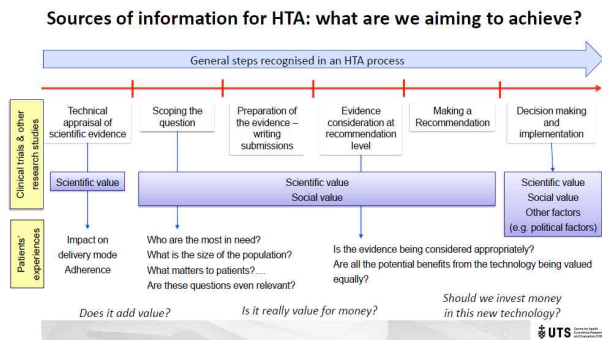 Sources of information for HTA: what are we aiming to achieve?
General steps recognised in an HTA process
Clinical trials & other
research studies
Technical
appraisal of
scientific evidence
Scoping the
question
Preparation of
the evidence –
writing
submissions
Evidence
consideration at
recommendation
level
Making a
Recommendation
Decision making
and
implementation
Scientific value
Scientific value
Social value
Scientific value
Social value
Other factors
(e.g. political factors)
Patients'
experiences
Impact on
delivery mode
Adherence
Who are the most in need?
What is the size of the population?
What matters to patients?....
Are these questions even relevant?
Is the evidence being considered appropriately?
Are all the potential benefits from the technology being valued
equally?
Does it add value?
Is it really value for money?
Should we invest money
in this new technology?
UTS